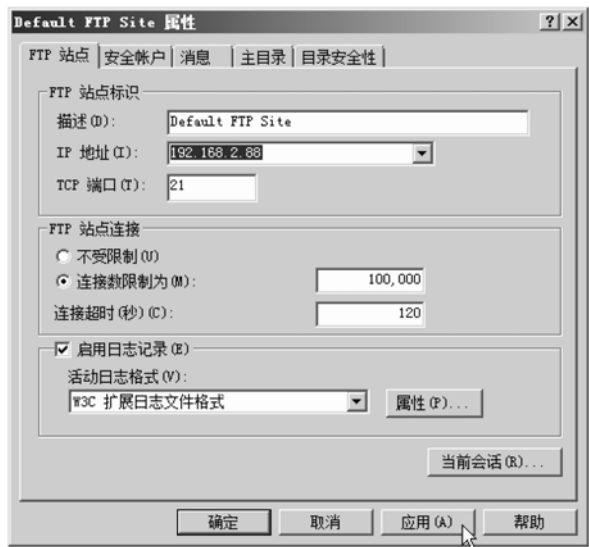 Default FTP Site 属性
FTP 站点 安全帐户 消息 主目录 目录安全性
FTP 站点标识
描述(D): Default FTP Site
IP 地址(I): 192.168.2.88
TCP 端口(T): 21
FTP 站点连接
不受限制(U)
连接数限制为(M): 100,000
连接超时(秒)(C): 120
启用日志记录(E)
活动日志格式(V):
W3C 扩展日志文件格式 属性(P)...
当前会话(R)...
确定 取消 应用(A) 帮助